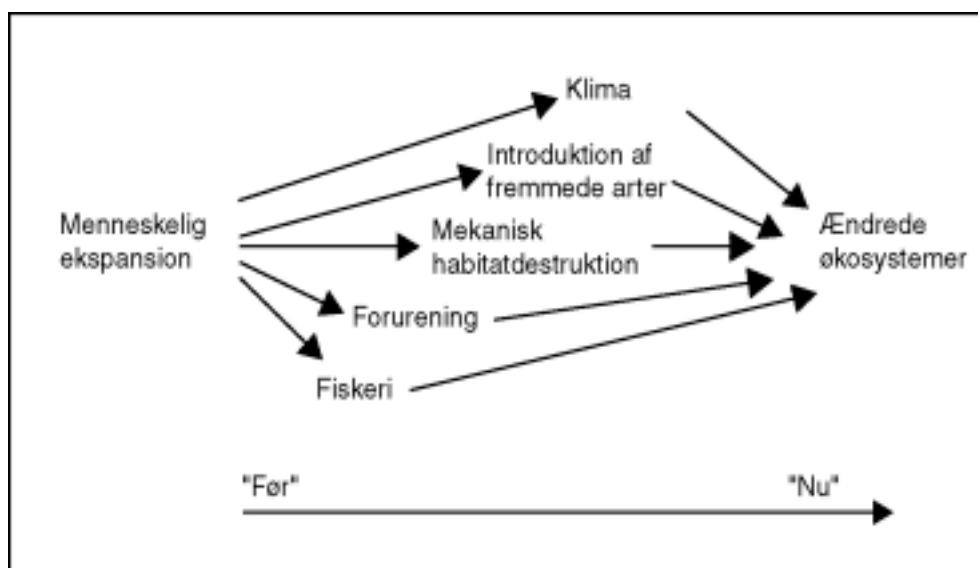 Klima
Introduktion af
fremmede arter
Menneskelig
ekspansion
Mekanisk
habitatdestruktion
Ændrede
økosystemer
Forurening
Fiskeri
"Før"
"Nu"